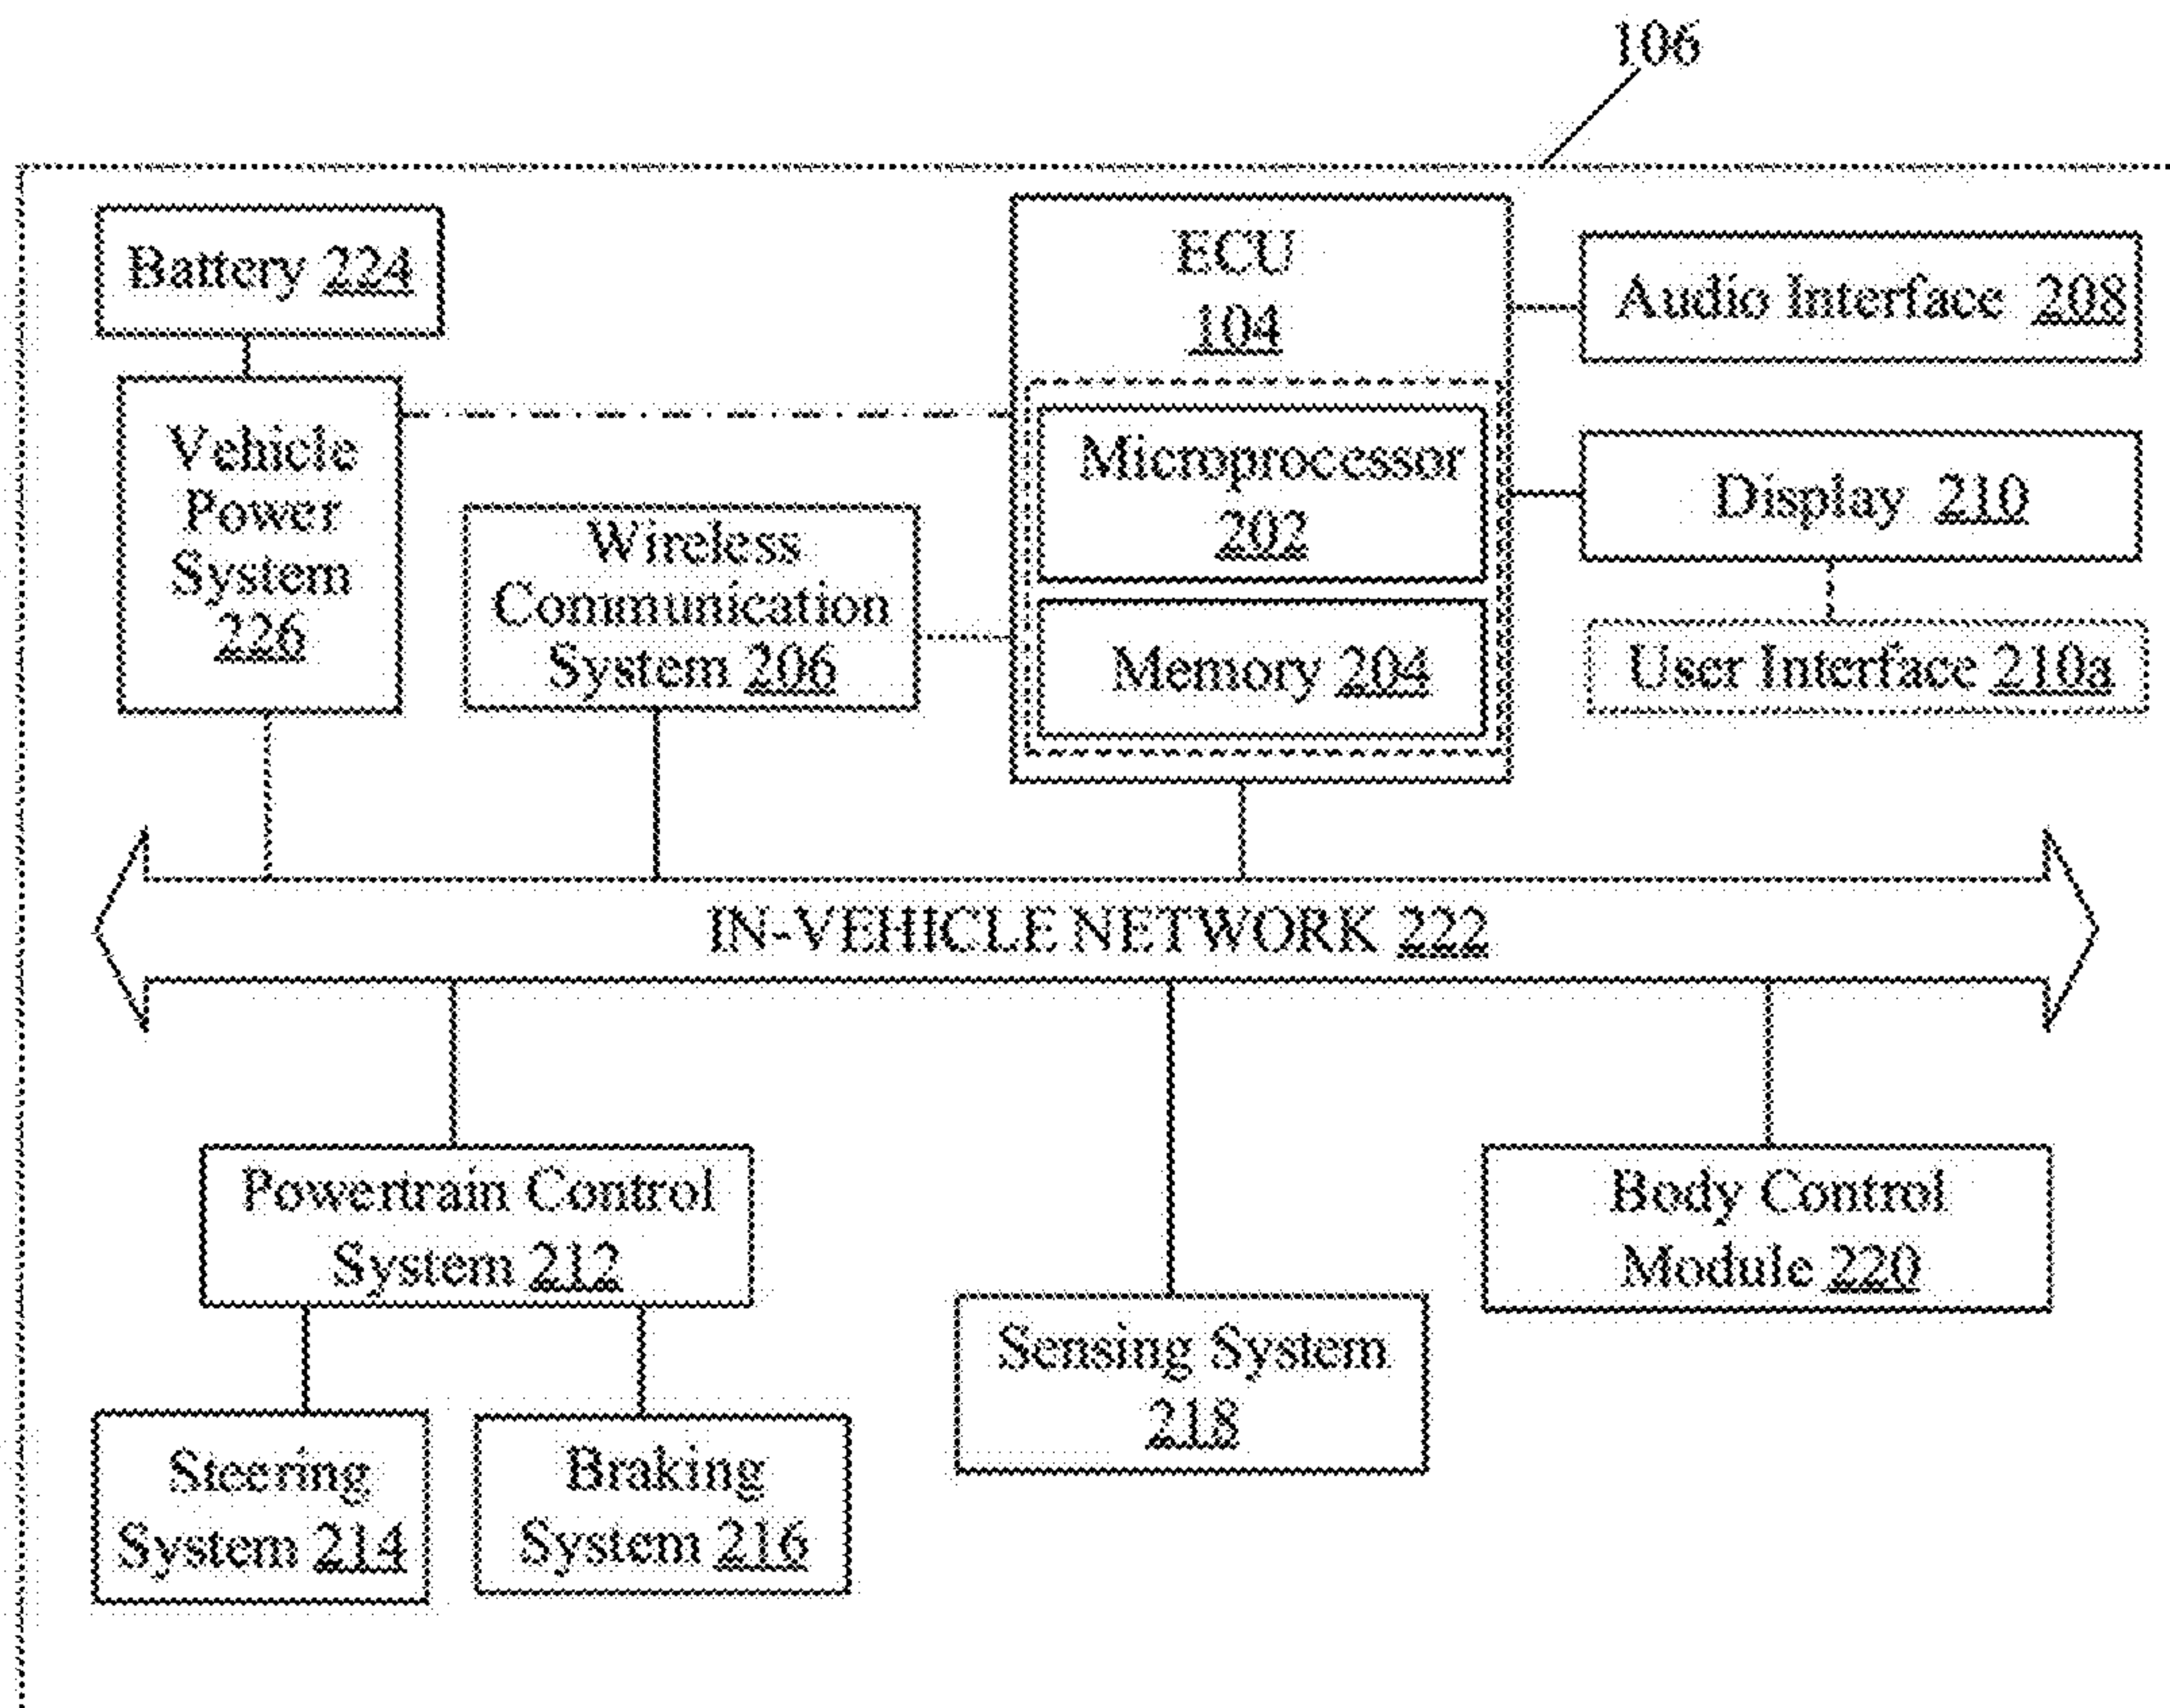 106
Battery 224
ECU
104
Audio Interface 208
Vehicle
Power
System
226
Microprocessor
202
Display 210
Wireless
Communication
System 206
Memory 204
User Interface 210a
IN-VEHICLE NETWORK 222
Powertrain Control
System 212
Body Control
Module 220
Sensing System
218
Steering
System 214
Braking
System 216